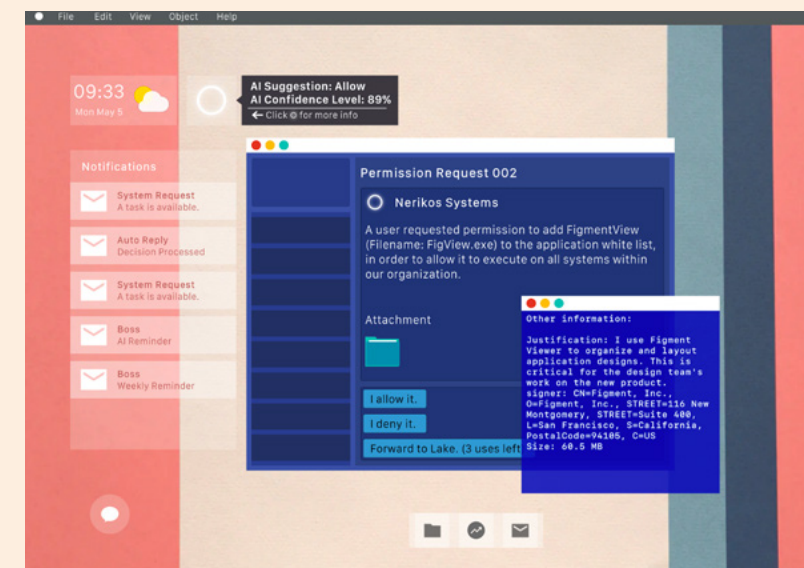 File Edit View Object Help
09:33
Mon May 5
AI Suggestion: Allow
AI Confidence Level: 89%
← Click for more info
Notifications
System Request
A task is available.
Auto Reply
Decision Processed
System Request
A task is available.
Boss
AI Reminder
Boss
Weekly Reminder
Permission Request 002
Nerikos Systems
A user requested permission to add FigmentView
(Filename: FigView.exe) to the application white list,
in order to allow it to execute on all systems within
our organization.
Attachment
I allow it.
I deny it.
Forward to Lake. (3 uses left
Other information:
Justification: I use Figment
Viewer to organize and layout
application designs. This is
critical for the design team's
work on the new product.
signer: CN=Figment, Inc.,
O=Figment, Inc., STREET=116 New
Montgomery, STREET=Suite 400,
L=San Francisco, S=California,
PostalCode=94105, C=US
Size: 60.5 MB